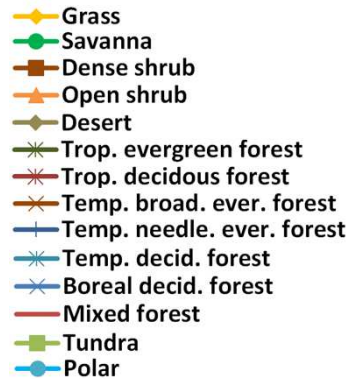 Grass
Savanna
Dense shrub
Open shrub
Desert
Trop. evergreen forest
Trop. decidous forest
Temp. broad. ever. forest
Temp. needle. ever. forest
Temp. decid. forest
Boreal decid. forest
Mixed forest
Tundra
Polar